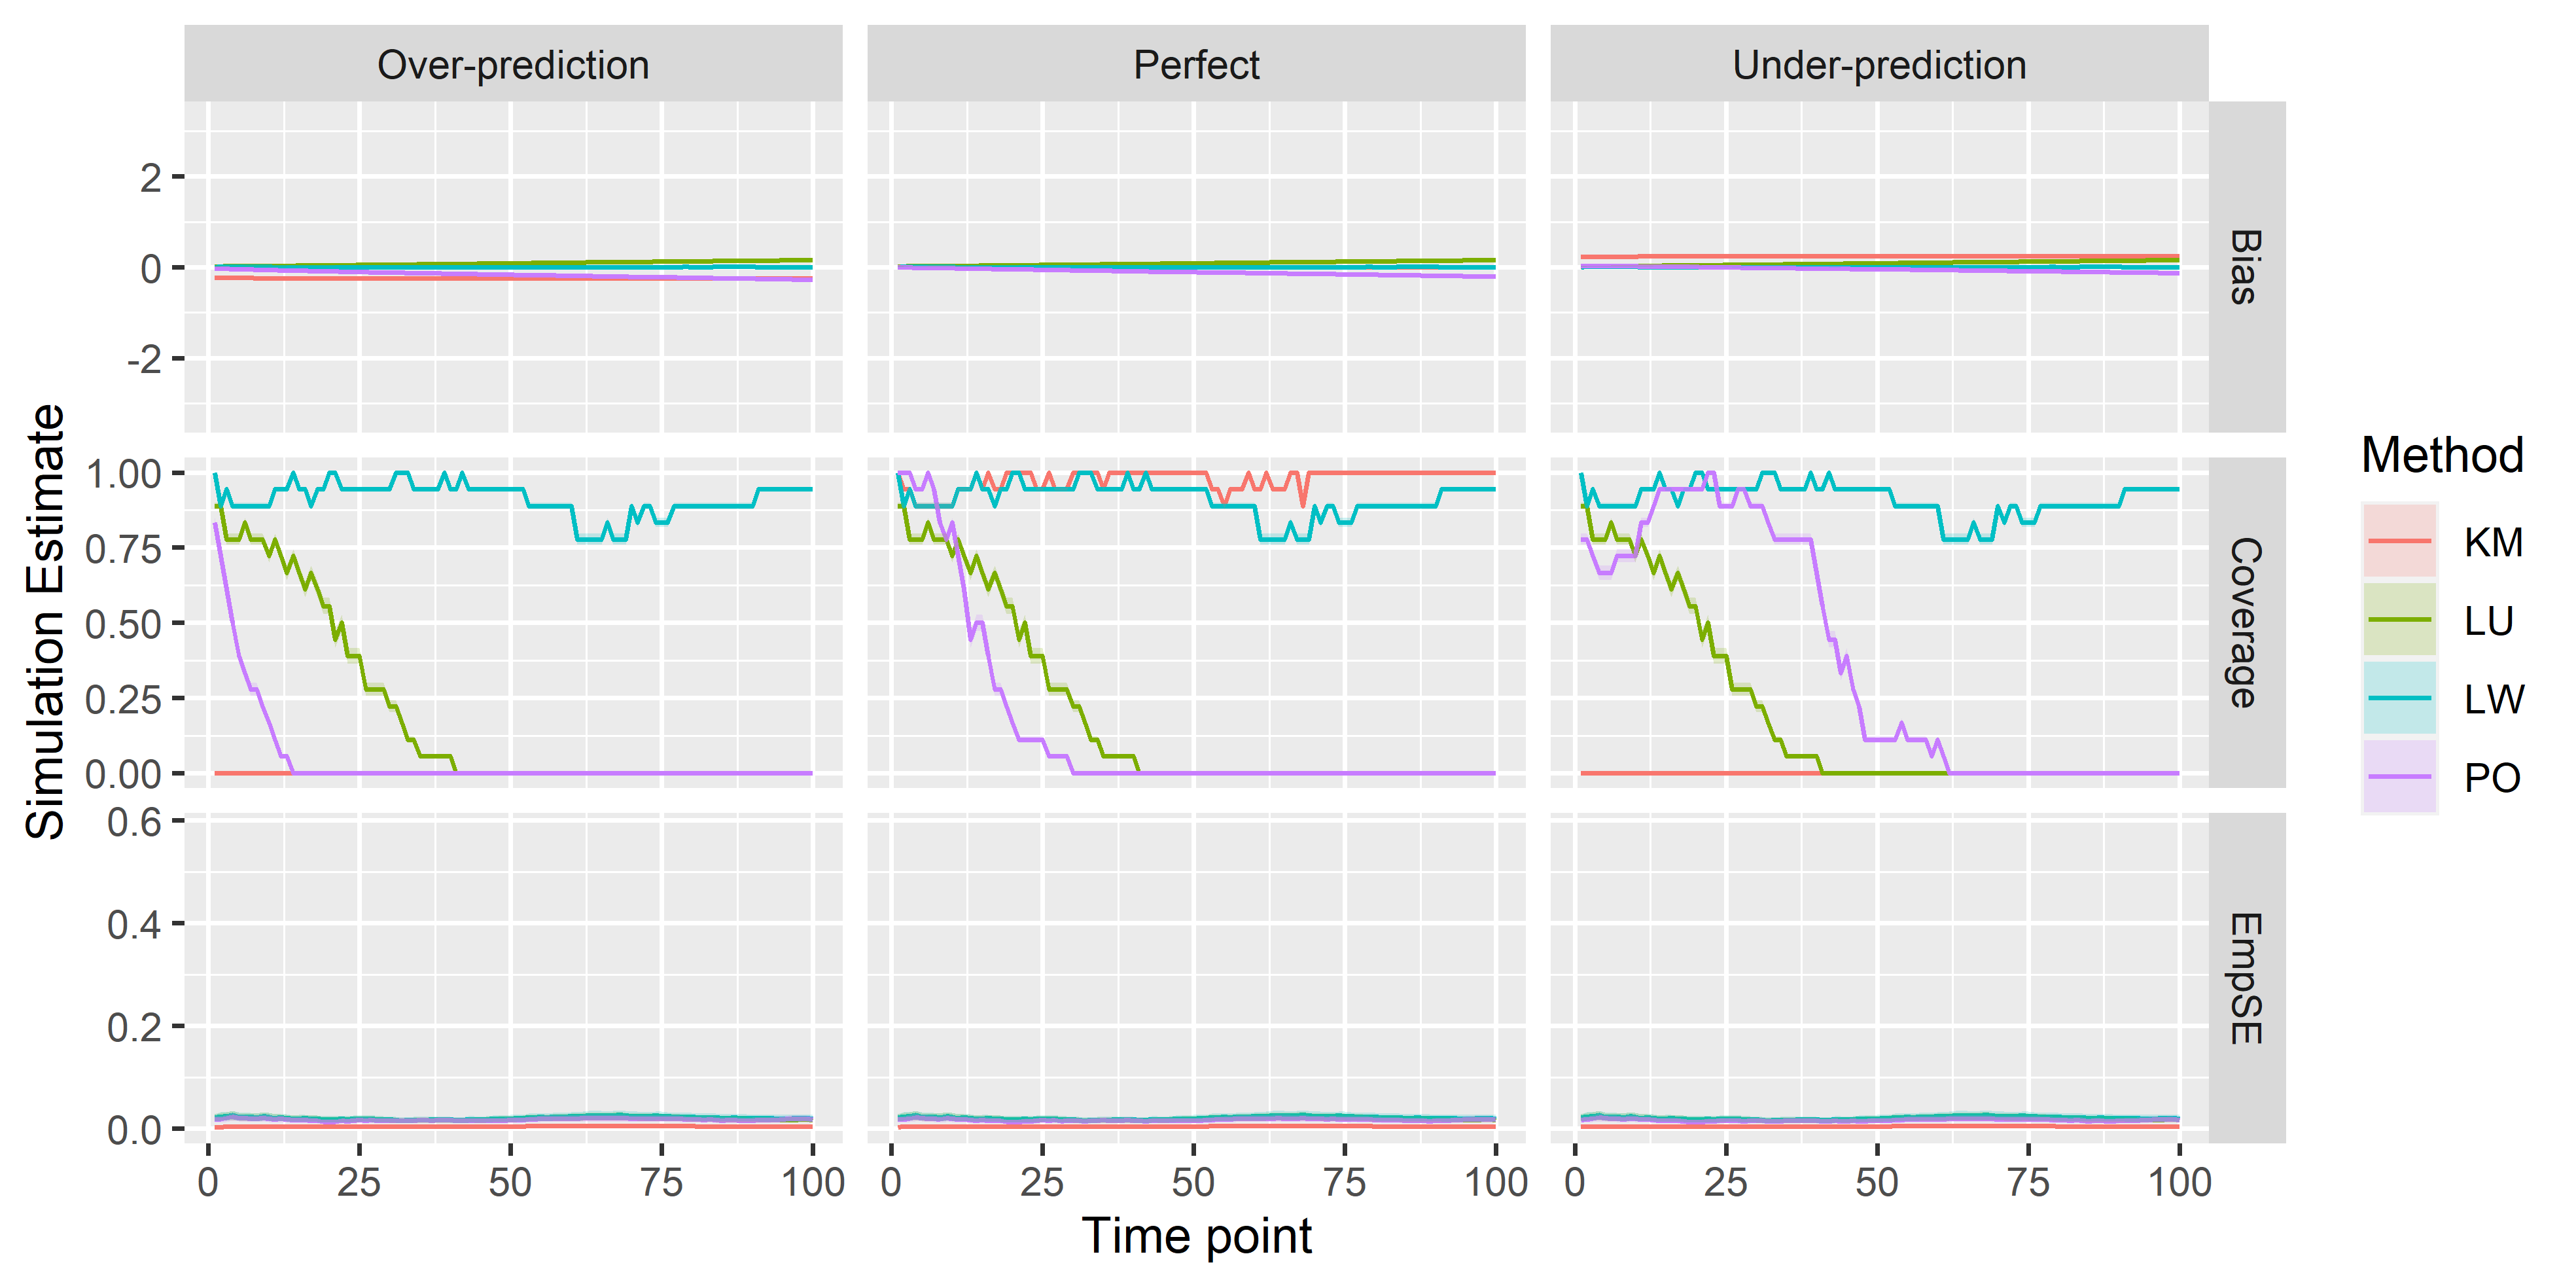 Over-prediction
Perfect
Under-prediction
2
0
-2
Bias
1.00
0.75
0.50
0.25
0.00
Coverage
0.6
0.4
0.2
0.0
EmpSE
0 25 50 75 100
0 25 50 75 100
0 25 50 75 100
Time point
Simulation Estimate
Method
KM
LU
LW
PO